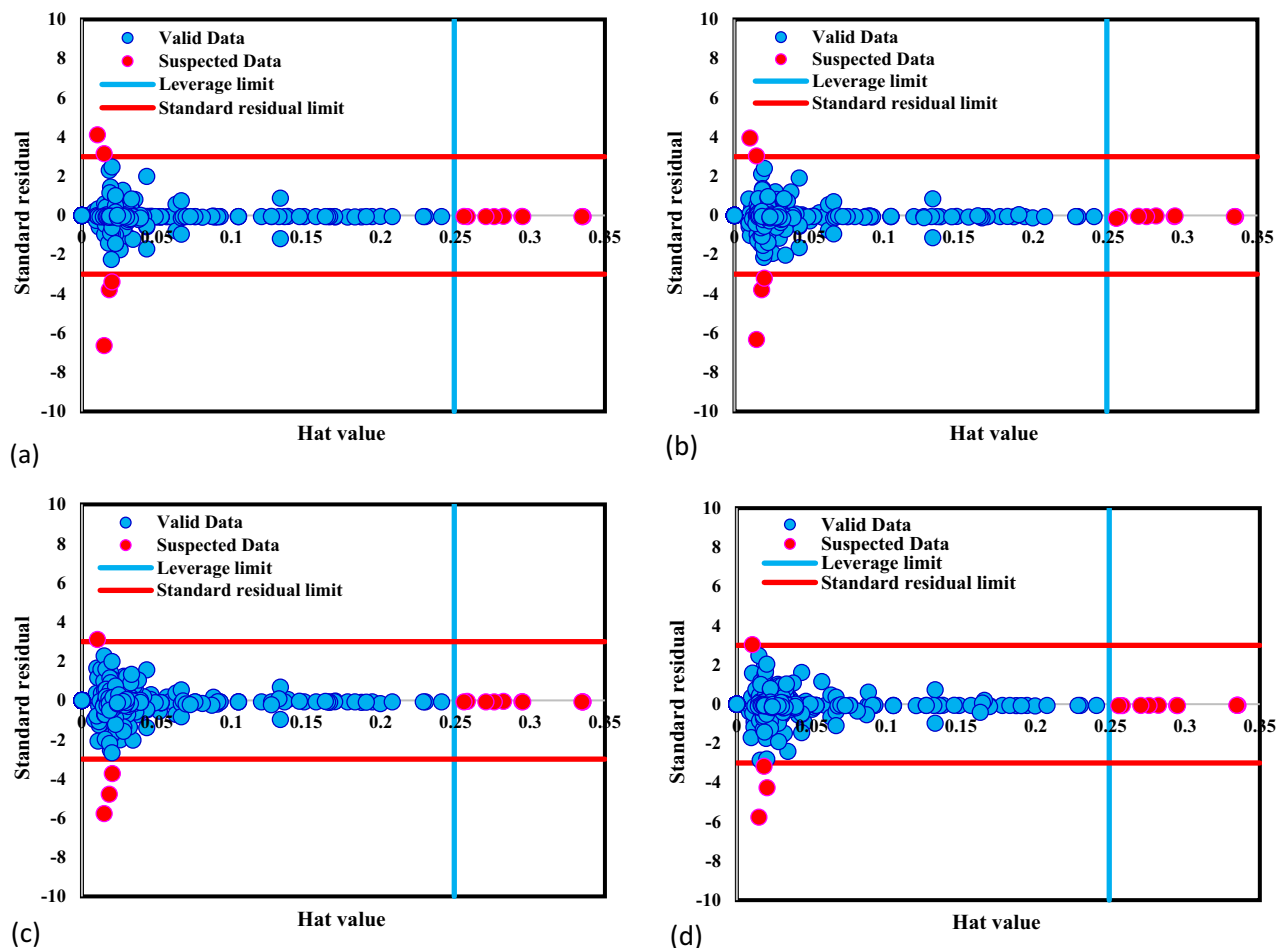 10
8
6
4
2
0
-2
-4
-6
-8
-10
Standard residual
Valid Data
Suspected Data
Leverage limit
Standard residual limit
0 0.05 0.1 0.15 0.2 0.25 0.3 0.35
Hat value
(a)
10
8
6
4
2
0
-2
-4
-6
-8
-10
Standard residual
Valid Data
Suspected Data
Leverage limit
Standard residual limit
0 0.05 0.1 0.15 0.2 0.25 0.3 0.35
Hat value
(b)
10
8
6
4
2
0
-2
-4
-6
-8
-10
Standard residual
Valid Data
Suspected Data
Leverage limit
Standard residual limit
0 0.05 0.1 0.15 0.2 0.25 0.3 0.35
Hat value
(c)
10
8
6
4
2
0
-2
-4
-6
-8
-10
Standard residual
Valid Data
Suspected Data
Leverage limit
Standard residual limit
0 0.05 0.1 0.15 0.2 0.25 0.3 0.35
Hat value
(d)